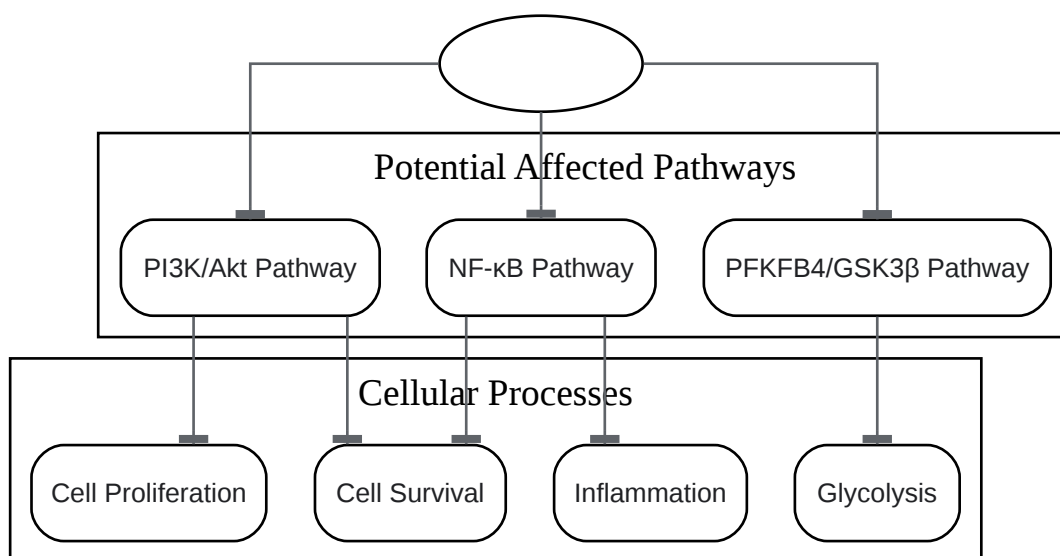 Potential Affected Pathways
PI3K/Akt Pathway
NF-κB Pathway
PFKFB4/GSK3β Pathway
Cellular Processes
Cell Proliferation
Cell Survival
Inflammation
Glycolysis